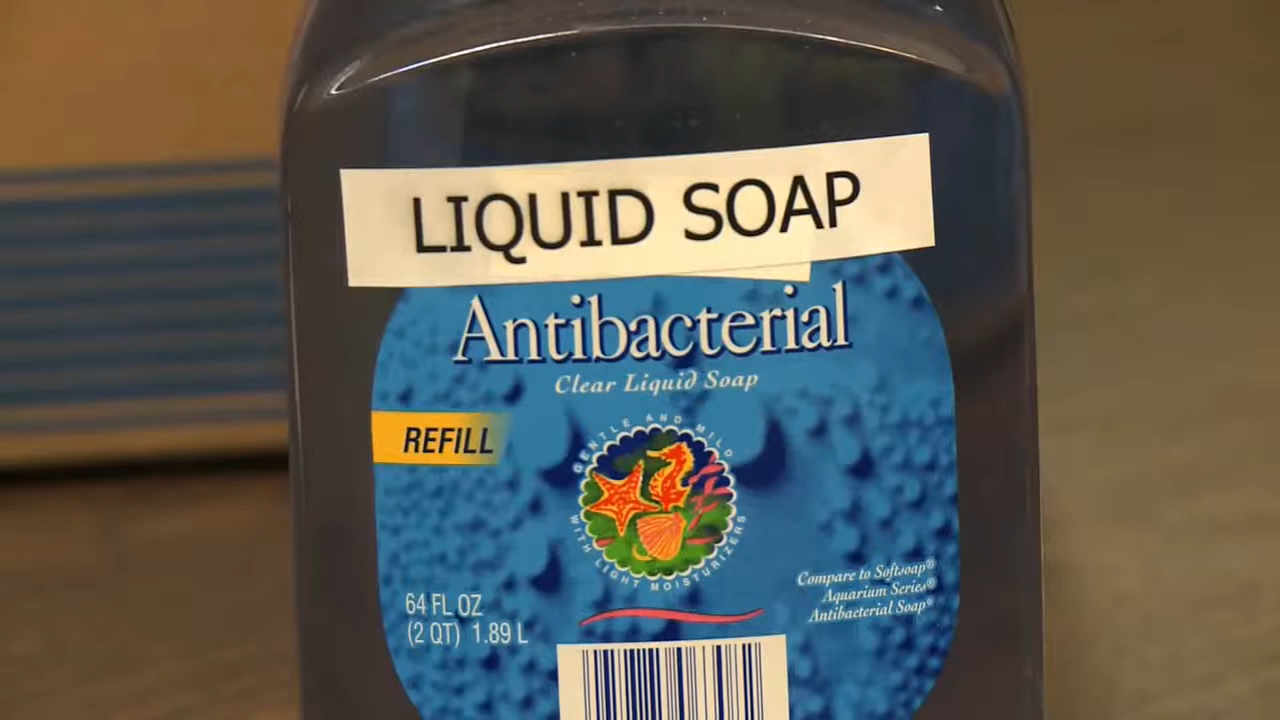 LIQUID SOAP
Antibacterial
Clear Liquid Soap
REFILL
GENTLE AND MILD
WITH LIGHT MOISTURIZERS
Compare to Softsoap®
Aquarium Series®
Antibacterial Soap®
64 FL OZ
(2 QT) 1.89 L